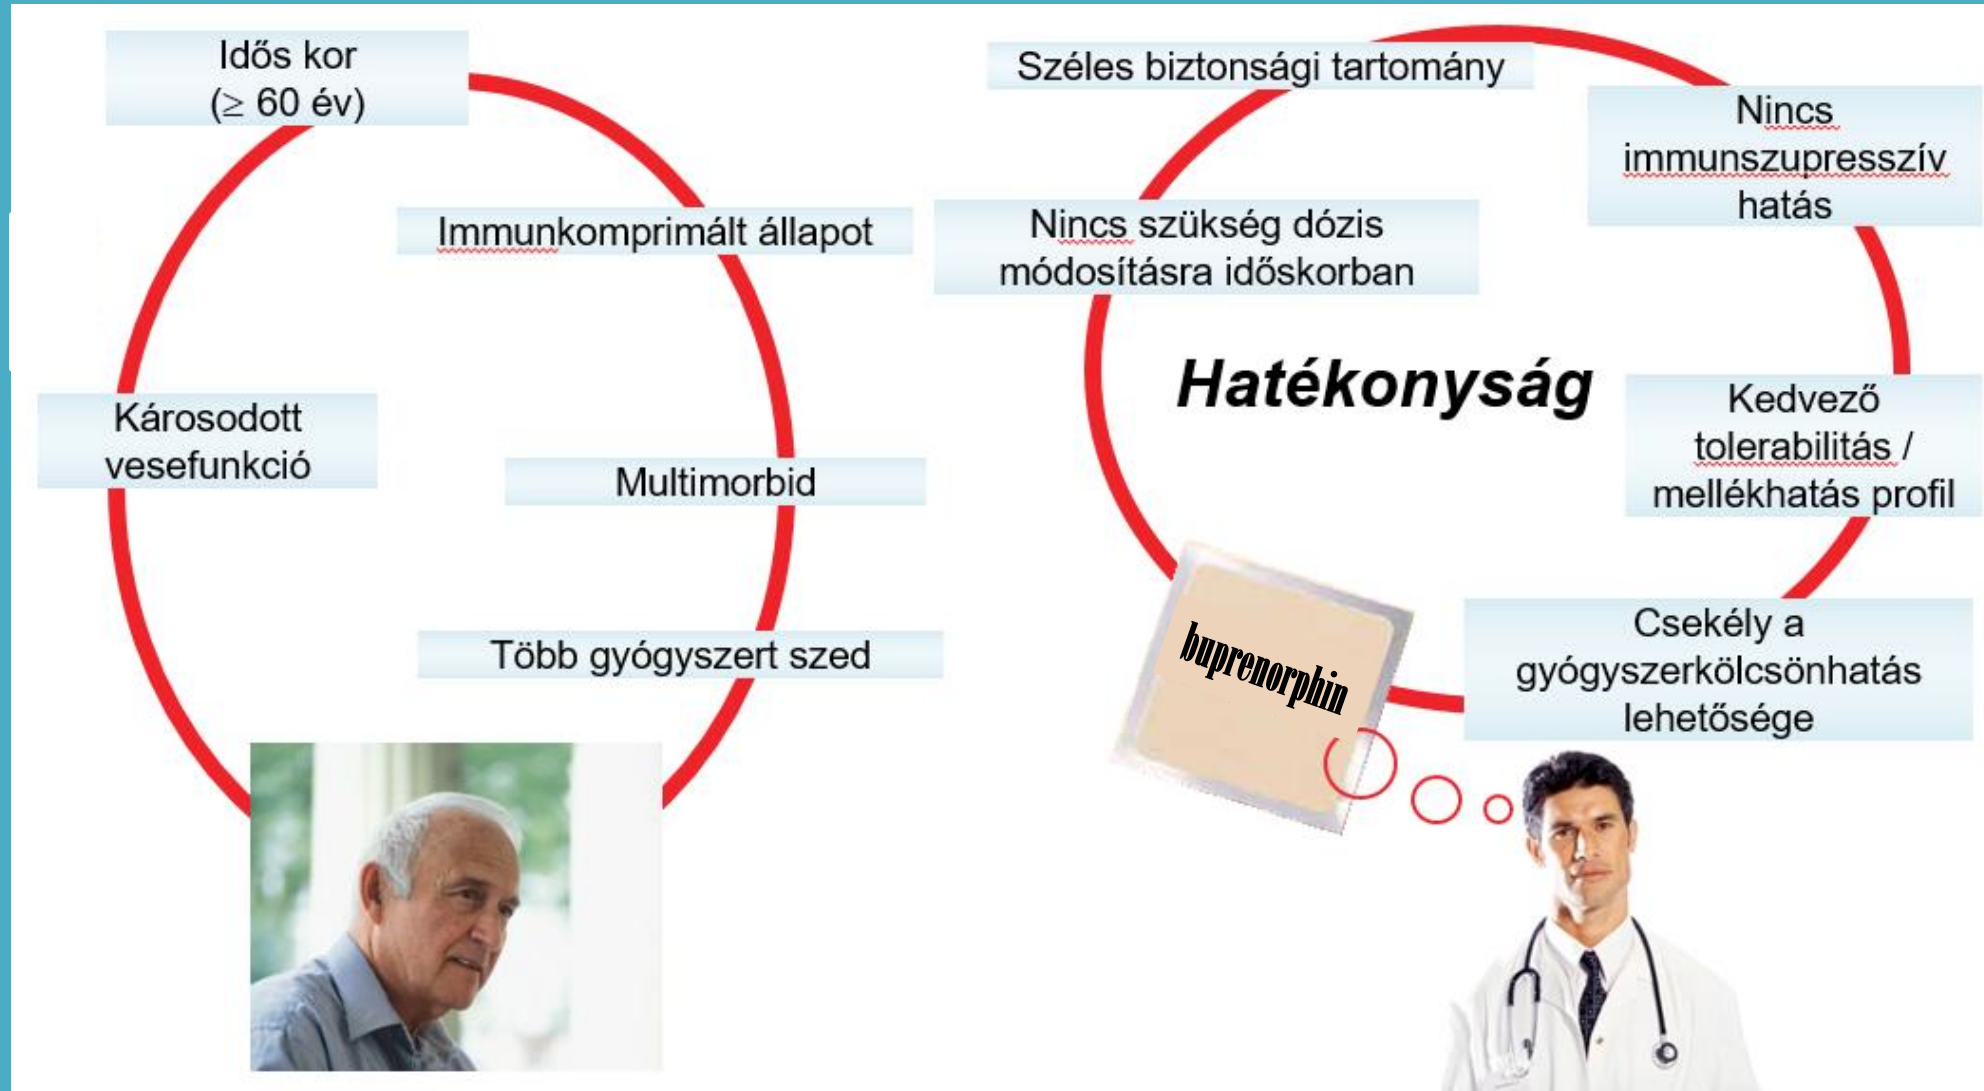 Idős kor
(≥ 60 év)
Immunkomprimált állapot
Károsodott
vesefunkció
Multimorbid
Több gyógyszert szed
Széles biztonsági tartomány
Nincs
immunszupresszív
hatás
Nincs szükség dózis
módosításra időskorban
Hatékonyság
Kedvező
tolerabilitás /
mellékhatás profil
buprenorphin
Csekély a
gyógyszerkölcsönhatás
lehetősége